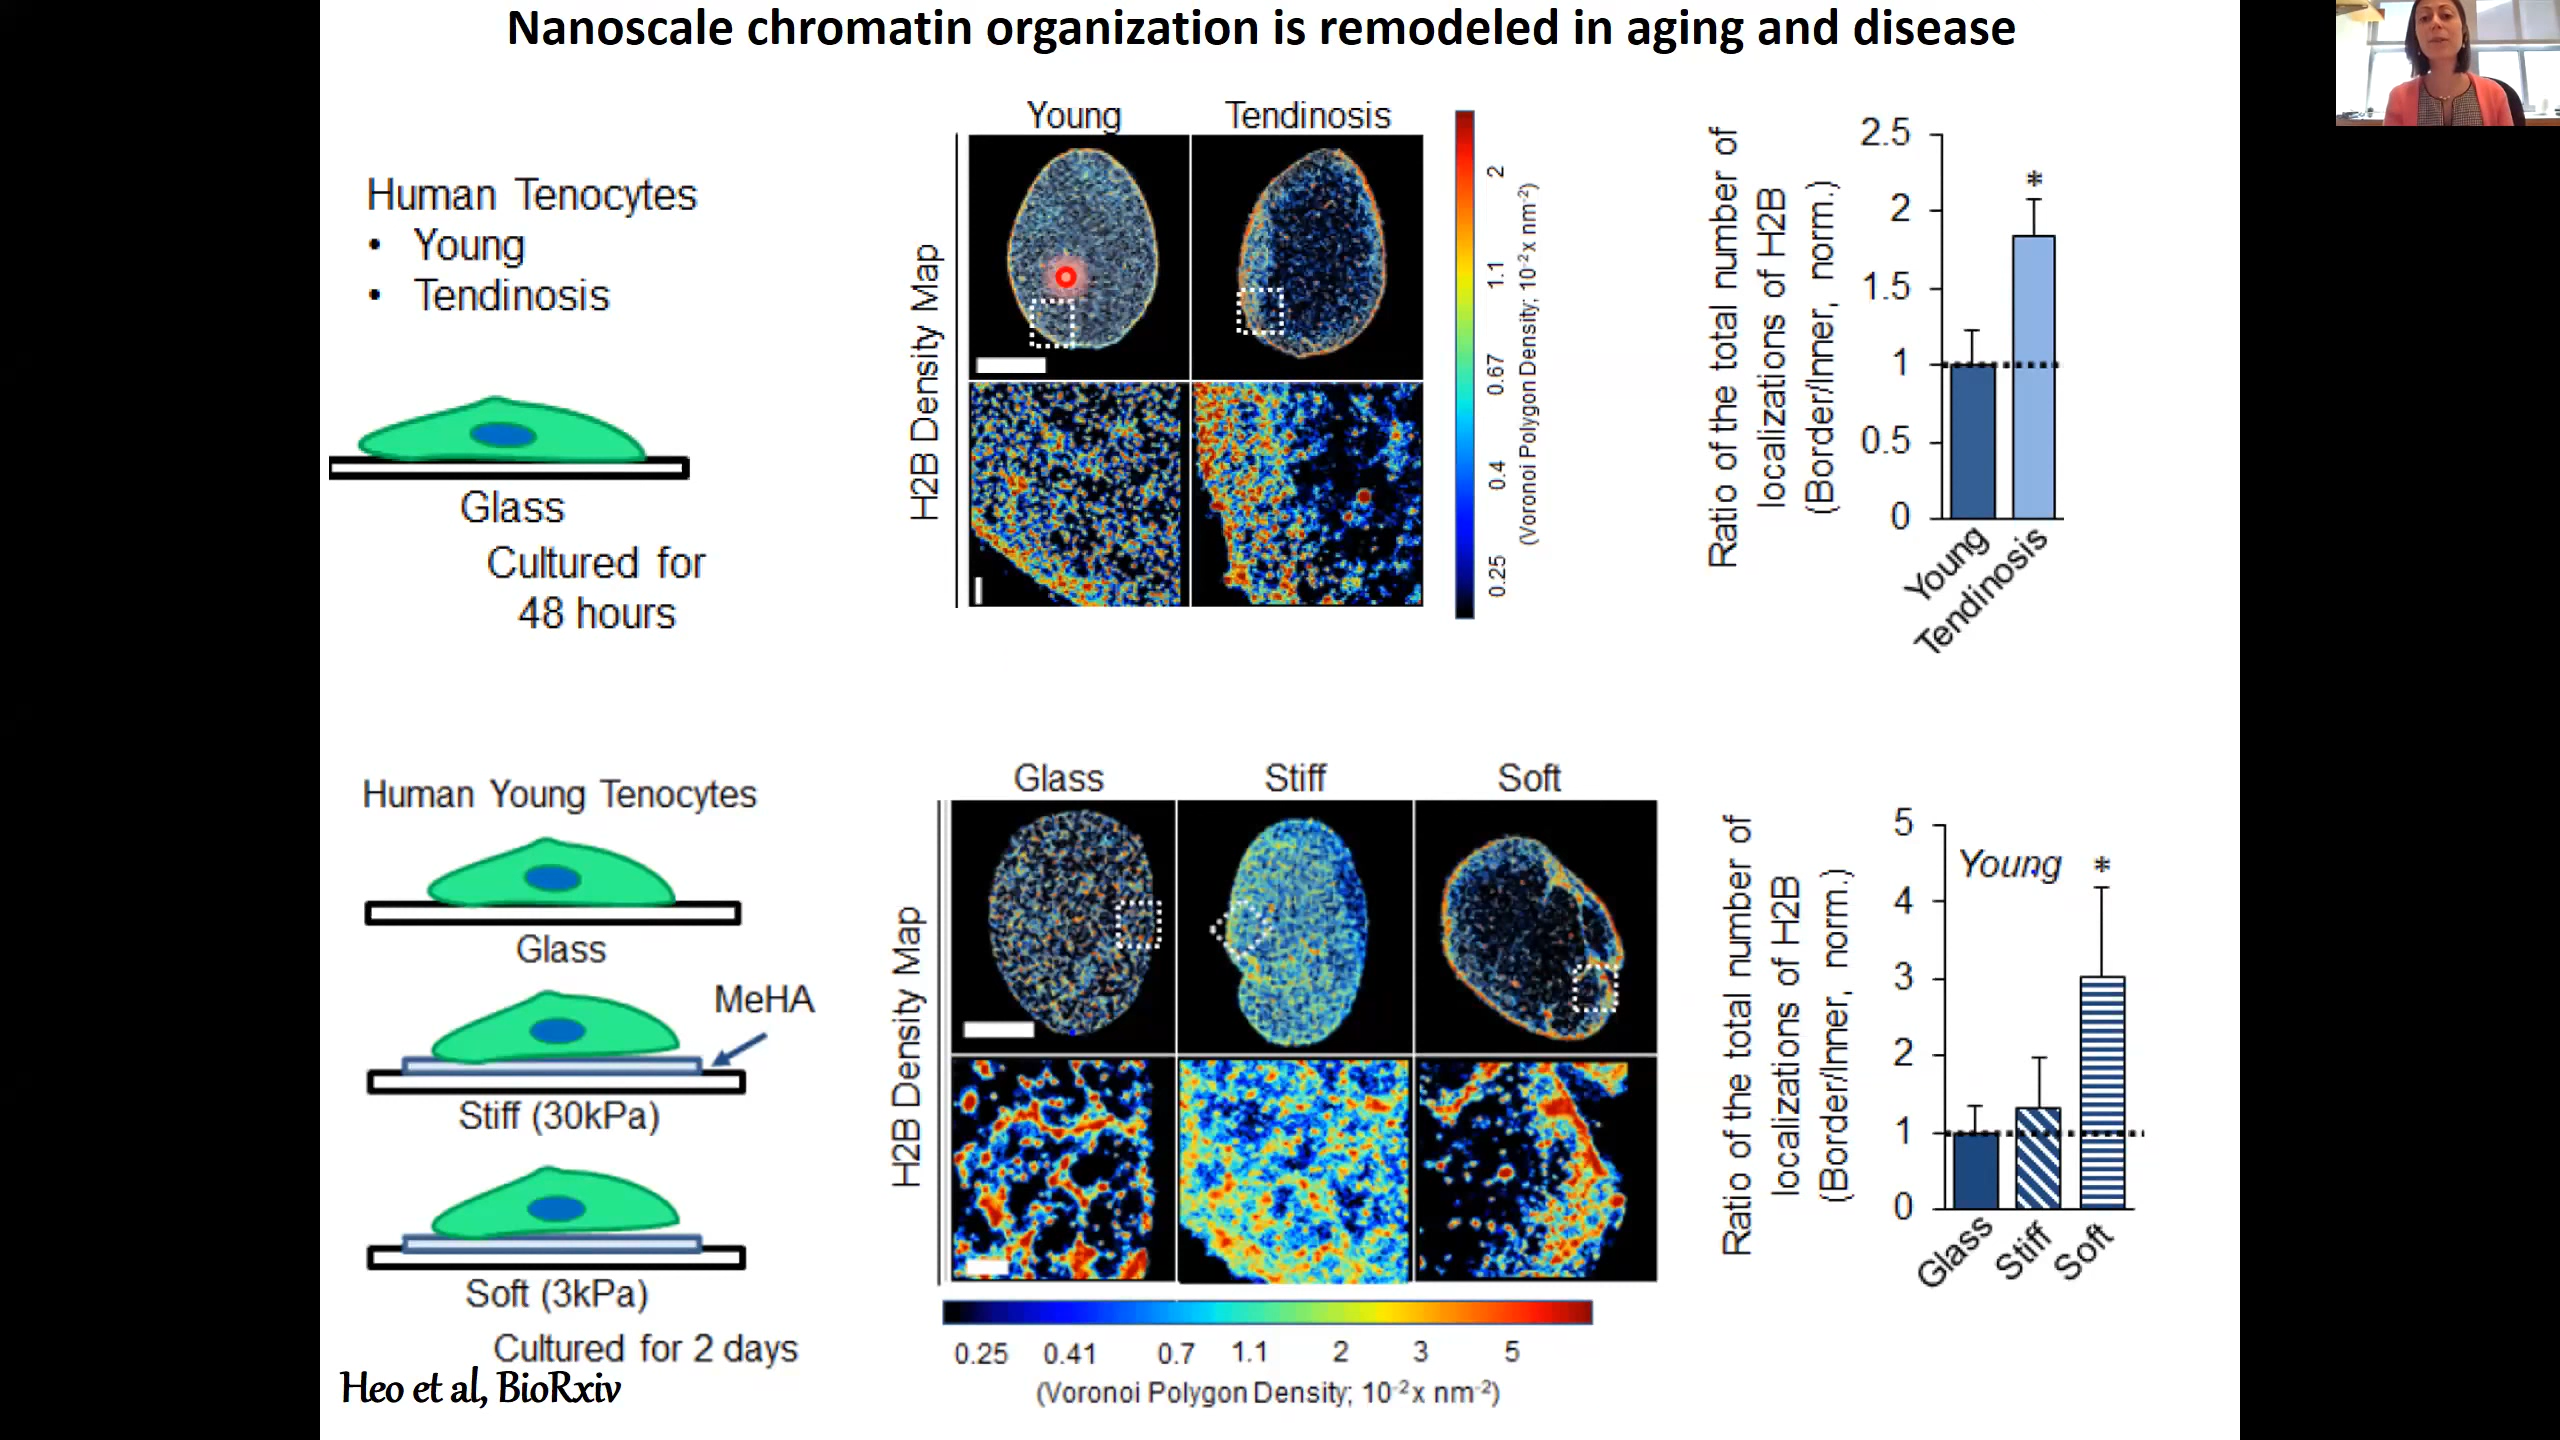 Nanoscale chromatin organization is remodeled in aging and disease
Human Tenocytes
• Young
• Tendinosis
Glass
Cultured for
48 hours
Young
Tendinosis
H2B Density Map
2
1.1
0.67
0.4
0.25
(Voronoi Polygon Density; 10-2 x nm-2)
Ratio of the total number of
localizations of H2B
(Border/Inner, norm.)
2.5
2
1.5
1
0.5
0
*
Young
Tendinosis
Human Young Tenocytes
Glass
MeHA
Stiff (30kPa)
Soft (3kPa)
Cultured for 2 days
Heo et al, BioRxiv
Glass
Stiff
Soft
H2B Density Map
0.25 0.41 0.7 1.1 2 3 5
(Voronoi Polygon Density; 10-2 x nm-2)
Ratio of the total number of
localizations of H2B
(Border/Inner, norm.)
5
4
3
2
1
0
Young
*
Glass
Stiff
Soft